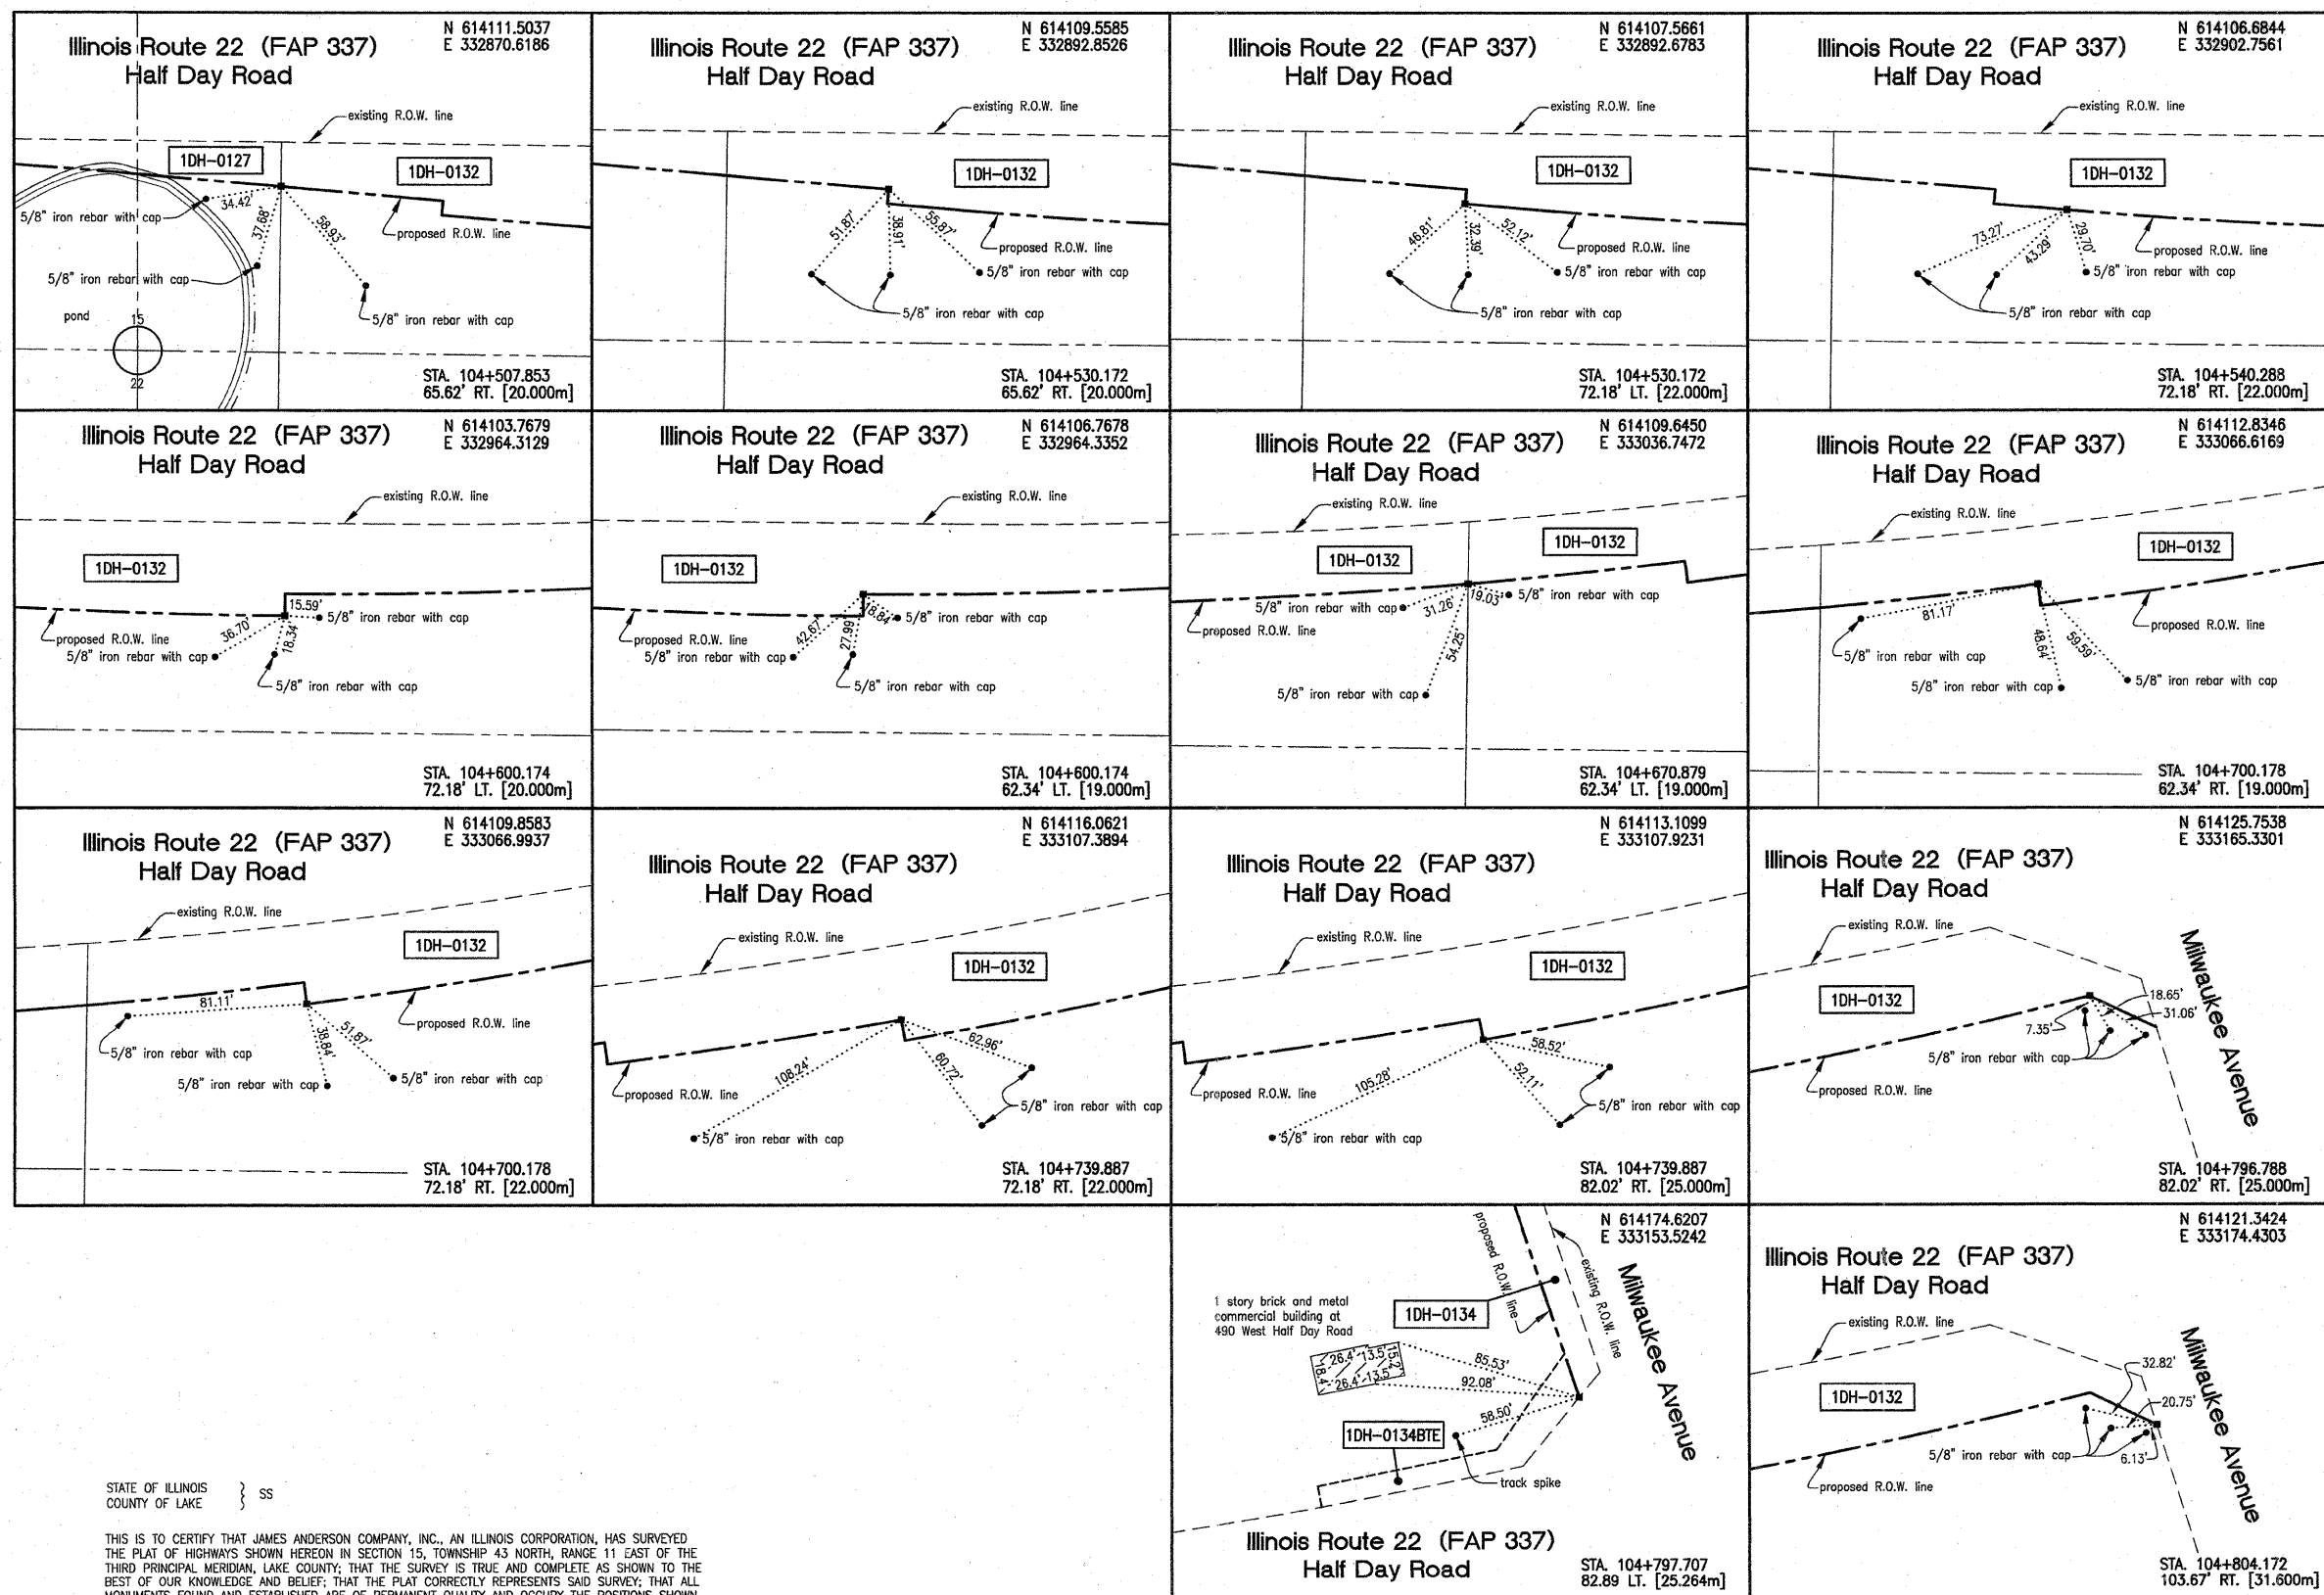 N 614111.5037
E 332870.6186
Illinois Route 22 (FAP 337)
Half Day Road
existing R.O.W. line
1DH-0127
1DH-0132
34.42'
5/8" iron rebar with cap
37.68'
58.93'
proposed R.O.W. line
5/8" iron rebar with cap
pond
15
5/8" iron rebar with cap
22
STA. 104+507.853
65.62' RT. [20.000m]
N 614109.5585
E 332892.8526
Illinois Route 22 (FAP 337)
Half Day Road
existing R.O.W. line
1DH-0132
51.87'
38.91'
55.87'
proposed R.O.W. line
5/8" iron rebar with cap
5/8" iron rebar with cap
STA. 104+530.172
65.62' RT. [20.000m]
N 614107.5661
E 332892.6783
Illinois Route 22 (FAP 337)
Half Day Road
existing R.O.W. line
1DH-0132
46.81'
32.39'
52.12'
proposed R.O.W. line
5/8" iron rebar with cap
5/8" iron rebar with cap
STA. 104+530.172
72.18' LT. [22.000m]
N 614106.6844
E 332902.7561
Illinois Route 22 (FAP 337)
Half Day Road
existing R.O.W. line
1DH-0132
73.27'
43.29'
29.70'
proposed R.O.W. line
5/8" iron rebar with cap
5/8" iron rebar with cap
STA. 104+540.288
72.18' RT. [22.000m]
N 614103.7679
E 332964.3129
Illinois Route 22 (FAP 337)
Half Day Road
existing R.O.W. line
1DH-0132
15.59'
5/8" iron rebar with cap
36.70'
18.34'
proposed R.O.W. line
5/8" iron rebar with cap
5/8" iron rebar with cap
STA. 104+600.174
72.18' LT. [20.000m]
N 614106.7678
E 332964.3352
Illinois Route 22 (FAP 337)
Half Day Road
existing R.O.W. line
1DH-0132
18.84'
5/8" iron rebar with cap
42.67'
27.99'
proposed R.O.W. line
5/8" iron rebar with cap
5/8" iron rebar with cap
STA. 104+600.174
62.34' LT. [19.000m]
N 614109.6450
E 333036.7472
Illinois Route 22 (FAP 337)
Half Day Road
existing R.O.W. line
1DH-0132
1DH-0132
5/8" iron rebar with cap
31.26'
19.03'
5/8" iron rebar with cap
proposed R.O.W. line
54.25'
5/8" iron rebar with cap
STA. 104+670.879
62.34' LT. [19.000m]
N 614112.8346
E 333066.6169
Illinois Route 22 (FAP 337)
Half Day Road
existing R.O.W. line
1DH-0132
81.17'
48.64'
59.59'
proposed R.O.W. line
5/8" iron rebar with cap
5/8" iron rebar with cap
5/8" iron rebar with cap
STA. 104+700.178
62.34' RT. [19.000m]
N 614109.8583
E 333066.9937
Illinois Route 22 (FAP 337)
Half Day Road
existing R.O.W. line
1DH-0132
81.11'
38.84'
51.87'
proposed R.O.W. line
5/8" iron rebar with cap
5/8" iron rebar with cap
5/8" iron rebar with cap
STA. 104+700.178
72.18' RT. [22.000m]
N 614116.0621
E 333107.3894
Illinois Route 22 (FAP 337)
Half Day Road
existing R.O.W. line
1DH-0132
62.96'
108.24'
60.72'
proposed R.O.W. line
5/8" iron rebar with cap
5/8" iron rebar with cap
STA. 104+739.887
72.18' RT. [22.000m]
N 614113.1099
E 333107.9231
Illinois Route 22 (FAP 337)
Half Day Road
existing R.O.W. line
1DH-0132
58.52'
105.28'
52.11'
proposed R.O.W. line
5/8" iron rebar with cap
5/8" iron rebar with cap
STA. 104+739.887
82.02' RT. [25.000m]
N 614125.7538
E 333165.3301
Illinois Route 22 (FAP 337)
Half Day Road
existing R.O.W. line
Milwaukee Avenue
1DH-0132
18.65'
31.06'
7.35'
5/8" iron rebar with cap
proposed R.O.W. line
STA. 104+796.788
82.02' RT. [25.000m]
N 614174.6207
E 333153.5242
proposed R.O.W. line
existing R.O.W. line
Milwaukee Avenue
1 story brick and metal
commercial building at
490 West Half Day Road
1DH-0134
26.4'
13.5'
15.2'
18.4'
26.4'
13.5'
85.53'
92.08'
58.50'
1DH-0134BTE
track spike
Illinois Route 22 (FAP 337)
Half Day Road
STA. 104+797.707
82.89 LT. [25.264m]
N 614121.3424
E 333174.4303
Illinois Route 22 (FAP 337)
Half Day Road
existing R.O.W. line
Milwaukee Avenue
32.82'
1DH-0132
20.75'
5/8" iron rebar with cap
6.13'
proposed R.O.W. line
STA. 104+804.172
103.67' RT. [31.600m]
STATE OF ILLINOIS
COUNTY OF LAKE } SS
THIS IS TO CERTIFY THAT JAMES ANDERSON COMPANY, INC., AN ILLINOIS CORPORATION, HAS SURVEYED
THE PLAT OF HIGHWAYS SHOWN HEREON IN SECTION 15, TOWNSHIP 43 NORTH, RANGE 11 EAST OF THE
THIRD PRINCIPAL MERIDIAN, LAKE COUNTY; THAT THE SURVEY IS TRUE AND COMPLETE AS SHOWN TO THE
BEST OF OUR KNOWLEDGE AND BELIEF; THAT THE PLAT CORRECTLY REPRESENTS SAID SURVEY; THAT ALL
MONUMENTS FOUND AND ESTABLISHED ARE OF PERMANENT QUALITY AND OCCUPY THE POSITIONS SHOWN